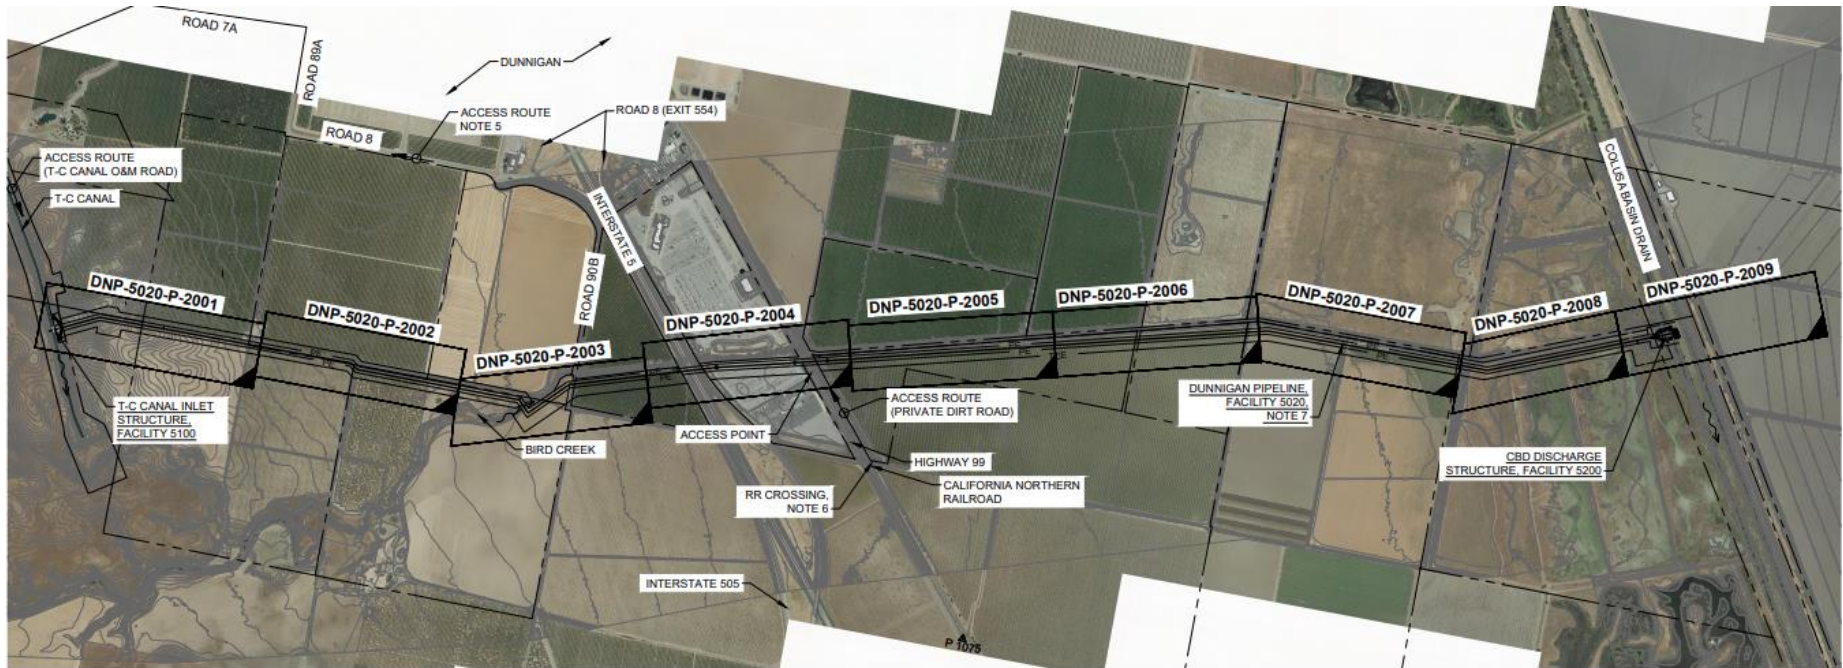 ROAD 7A
ROAD 89A
DUNNIGAN
ACCESS ROUTE
NOTE 5
ROAD 8 (EXIT 554)
ROAD 8
ACCESS ROUTE
(T-C CANAL O&M ROAD)
T-C CANAL
INTERSTATE 5
COLUSA BASIN DRAIN
ROAD 90B
DNP-5020-P-2001
DNP-5020-P-2002
DNP-5020-P-2003
DNP-5020-P-2004
DNP-5020-P-2005
DNP-5020-P-2006
DNP-5020-P-2007
DNP-5020-P-2008
DNP-5020-P-2009
T-C CANAL INLET
STRUCTURE,
FACILITY 5100
BIRD CREEK
ACCESS POINT
ACCESS ROUTE
(PRIVATE DIRT ROAD)
DUNNIGAN PIPELINE,
FACILITY 5020,
NOTE 7
HIGHWAY 99
CALIFORNIA NORTHERN
RAILROAD
RR CROSSING,
NOTE 6
CBD DISCHARGE
STRUCTURE, FACILITY 5200
INTERSTATE 505
P 1075